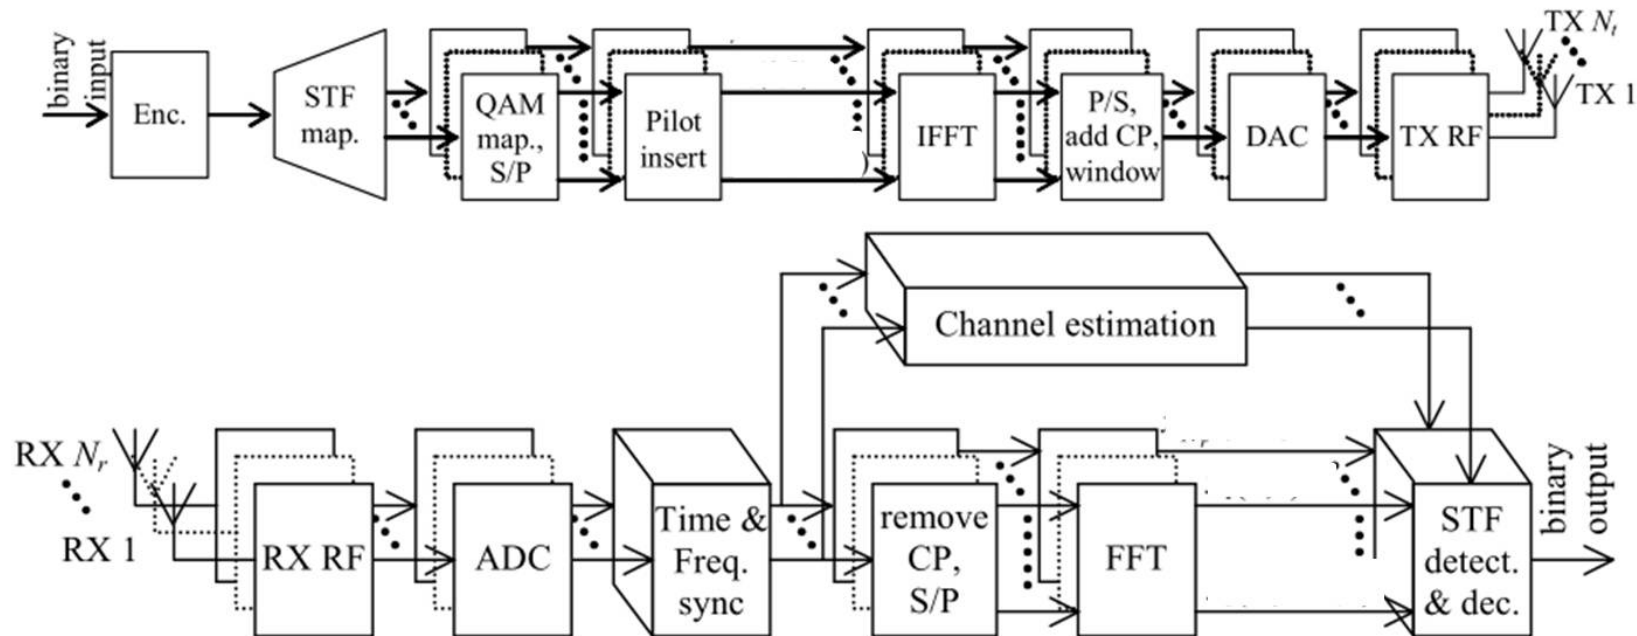 binary
input
Enc.
STF
map.
QAM
map.,
S/P
Pilot
insert
)
IFFT
P/S,
add CP,
window
DAC
TX RF
TX Nt
TX 1
Channel estimation
RX Nr
RX 1
RX RF
ADC
Time &
Freq.
sync
remove
CP,
S/P
FFT
STF
detect.
& dec.
binary
output